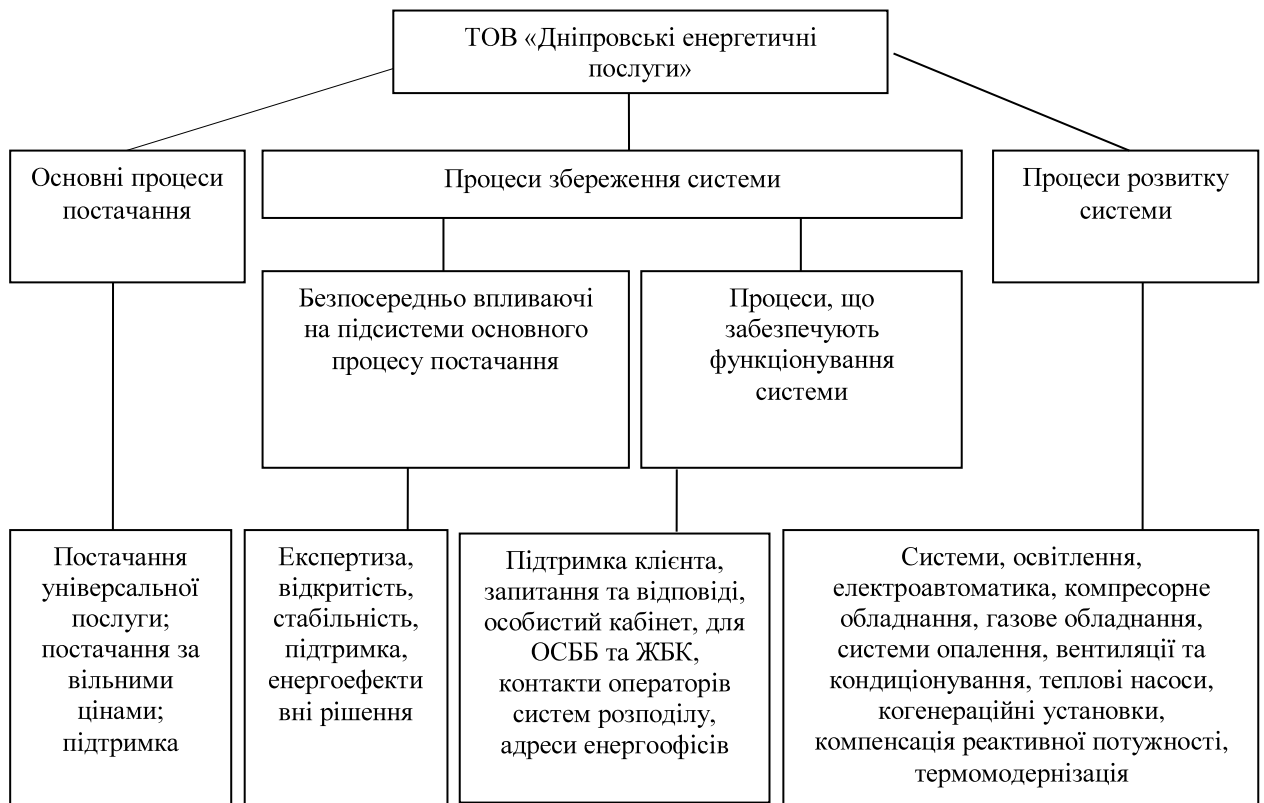 ТОВ «Дніпровські енергетичні
послуги»
Основні процеси
постачання
Процеси збереження системи
Процеси розвитку
системи
Безпосередньо впливаючі
на підсистеми основного
процесу постачання
Процеси, що
забезпечують
функціонування
системи
Постачання
універсальної
послуги;
постачання за
вільними
цінами;
підтримка
Експертиза,
відкритість,
стабільність,
підтримка,
енергоефекти
вні рішення
Підтримка клієнта,
запитання та відповіді,
особистий кабінет, для
ОСББ та ЖБК,
контакти операторів
систем розподілу,
адреси енергоофісів
Системи, освітлення,
електроавтоматика, компресорне
обладнання, газове обладнання,
системи опалення, вентиляції та
кондиціонування, теплові насоси,
когенераційні установки,
компенсація реактивної потужності,
термомодернізація